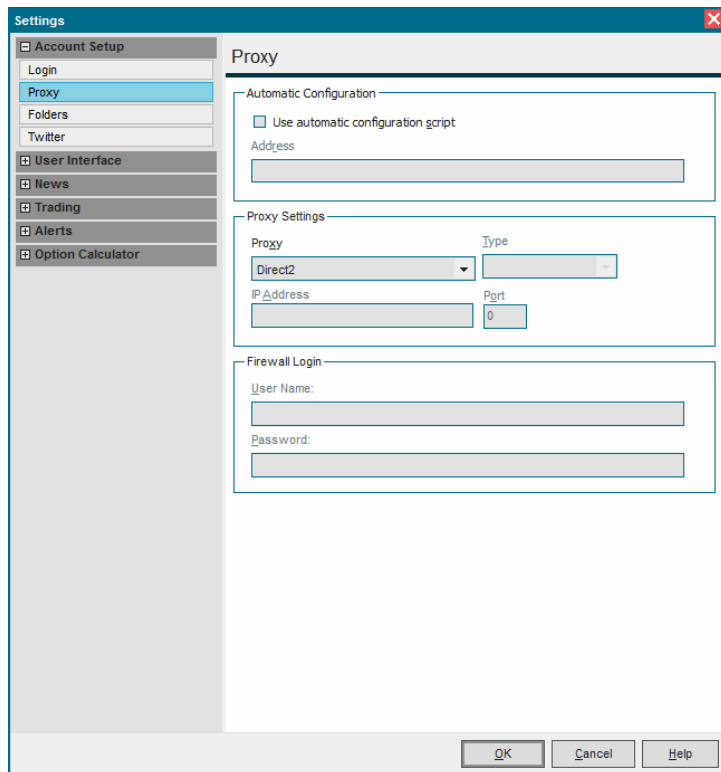 Settings
Account Setup
Login
Proxy
Folders
Twitter
User Interface
News
Trading
Alerts
Option Calculator
Proxy
Automatic Configuration
Use automatic configuration script
Address
Proxy Settings
Proxy Type
Direct2
IP Address Port
0
Firewall Login
User Name:
Password:
OK Cancel Help